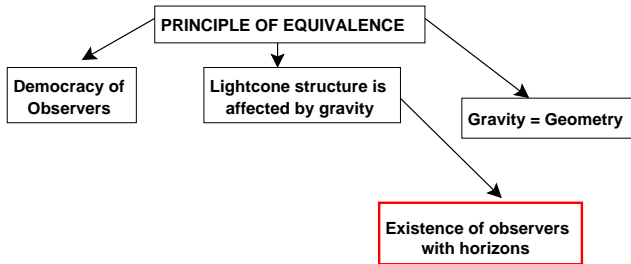 PRINCIPLE OF EQUIVALENCE
Democracy of
Observers
Lightcone structure is
affected by gravity
Gravity = Geometry
Existence of observers
with horizons